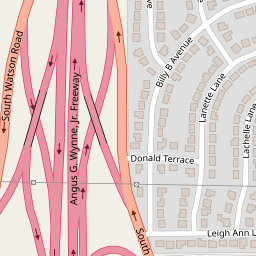 South Watson Road
Angus G. Wynne, Jr. Freeway
Billy B Avenue
Lanette Lane
Lachelle Lane
Donald Terrace
South
Leigh Ann L